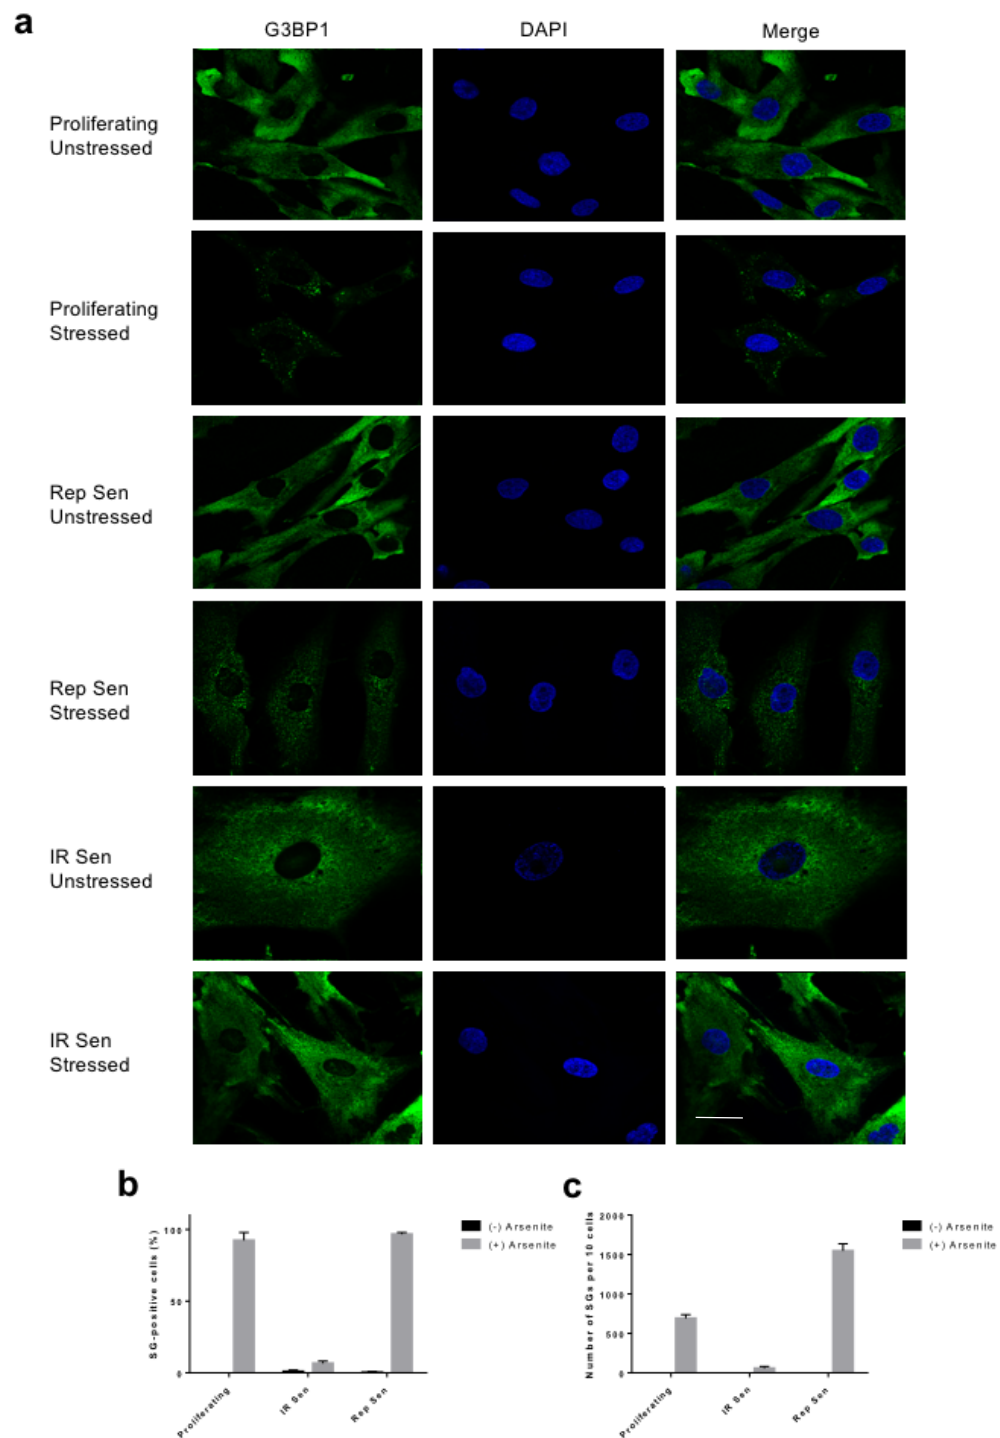 a
G3BP1 DAPI Merge
Proliferating
Unstressed
Proliferating
Stressed
Rep Sen
Unstressed
Rep Sen
Stressed
IR Sen
Unstressed
IR Sen
Stressed
b
SG-positive cells (%)
100
50
0
Proliferating
IR Sen
Rep Sen
(-) Arsenite
(+) Arsenite
c
Number of SGs per 10 cells
2000
1500
1000
500
0
Proliferating
IR Sen
Rep Sen
(-) Arsenite
(+) Arsenite